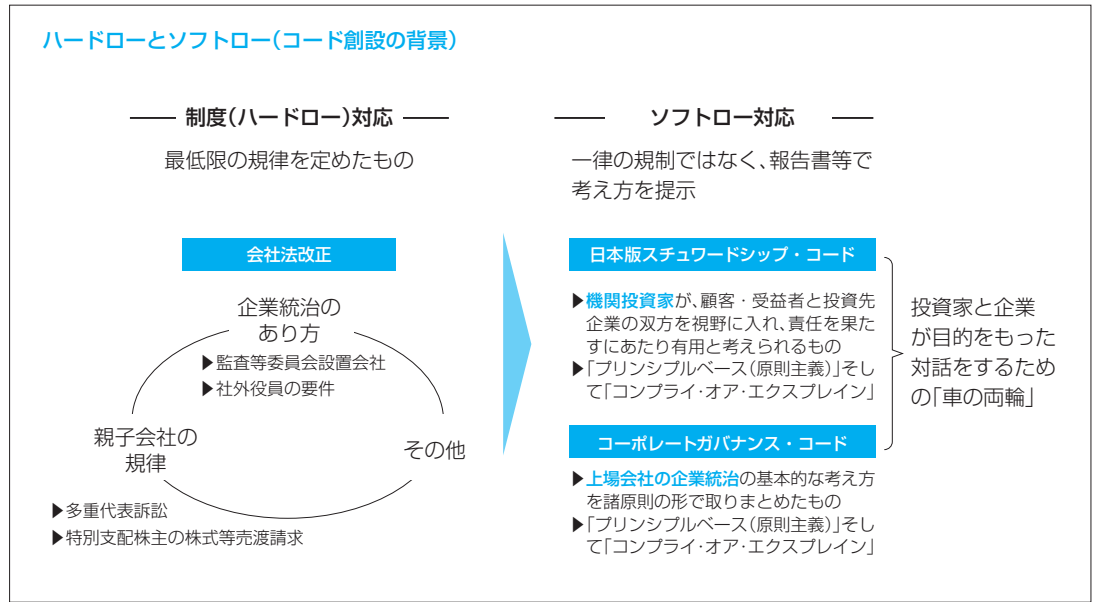 ハードローとソフトロー(コード創設の背景)
制度(ハードロー)対応
最低限の規律を定めたもの
会社法改正
企業統治の
あり方
▶監査等委員会設置会社
▶社外役員の要件
親子会社の
規律
その他
▶多重代表訴訟
▶特別支配株主の株式等売渡請求
ソフトロー対応
一律の規制ではなく、報告書等で
考え方を提示
日本版スチュワードシップ・コード
▶機関投資家が、顧客・受益者と投資先
企業の双方を視野に入れ、責任を果た
すにあたり有用と考えられるもの
▶「プリンシプルベース(原則主義)」そし
て「コンプライ・オア・エクスプレイン」
コーポレートガバナンス・コード
▶上場会社の企業統治の基本的な考え方
を諸原則の形で取りまとめたもの
▶「プリンシプルベース(原則主義)」そし
て「コンプライ・オア・エクスプレイン」
投資家と企業
が目的をもった
対話をするため
の「車の両輪」